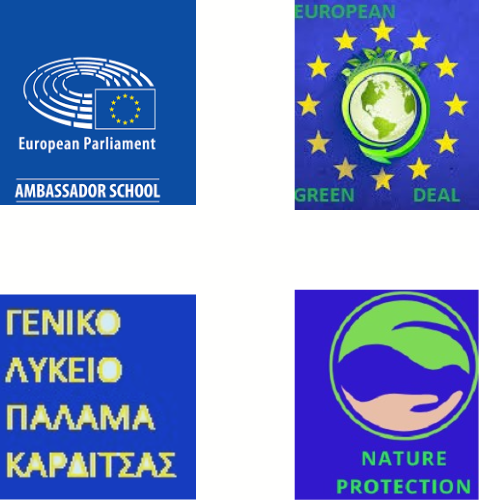 European Parliament
AMBASSADOR SCHOOL
EUROPEAN
GREEN DEAL
ΓΕΝΙΚΟ
ΛΥΚΕΙΟ
ΠΑΛΑΜΑ
ΚΑΡΔΙΤΣΑΣ
NATURE
PROTECTION